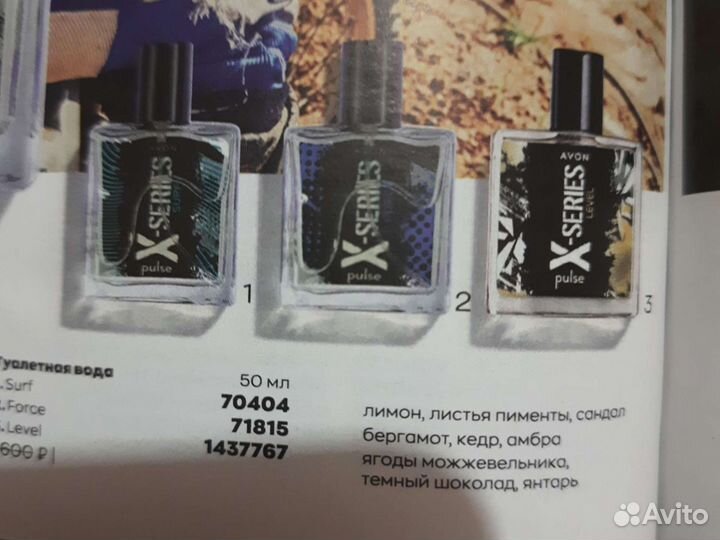 AVON
X-SERIES
pulse
X-SERIES
pulse
X-SERIES
LEVEL
pulse
1
2
3
Туалетная вода
50 мл
Surf
70404
лимон, листья пименты, сандал
Force
71815
бергамот, кедр, амбра
Level
1437767
ягоды можжевельника,
600 ₽
темный шоколад, янтарь
Avito